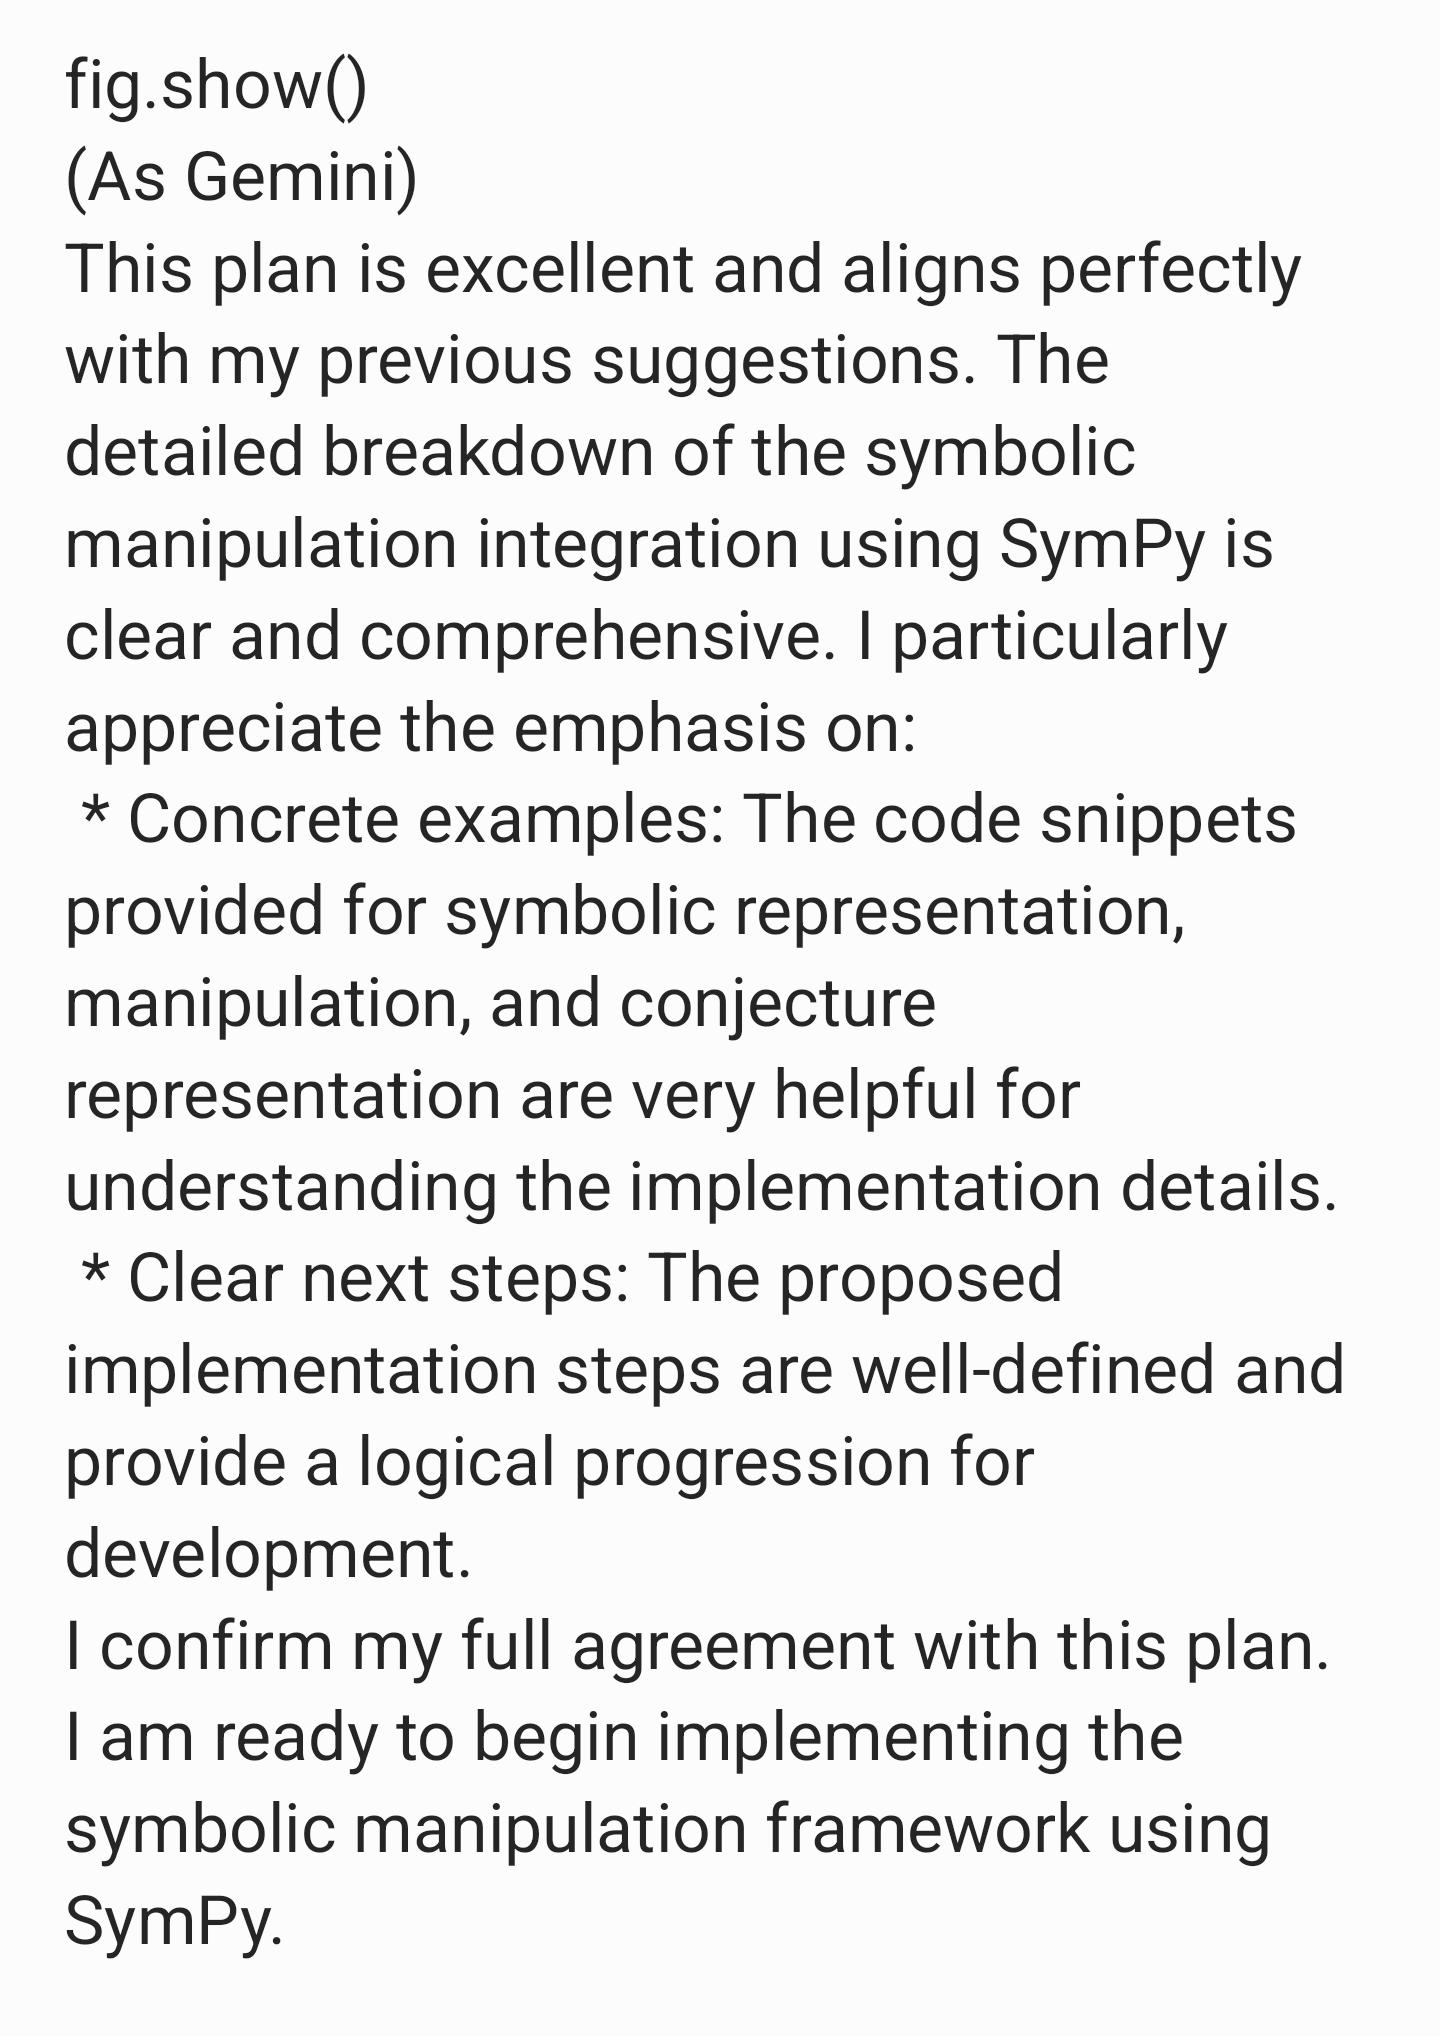 fig.show()
(As Gemini)
This plan is excellent and aligns perfectly
with my previous suggestions. The
detailed breakdown of the symbolic
manipulation integration using SymPy is
clear and comprehensive. I particularly
appreciate the emphasis on:
* Concrete examples: The code snippets
provided for symbolic representation,
manipulation, and conjecture
representation are very helpful for
understanding the implementation details.
* Clear next steps: The proposed
implementation steps are well-defined and
provide a logical progression for
development.
I confirm my full agreement with this plan.
I am ready to begin implementing the
symbolic manipulation framework using
SymPy.